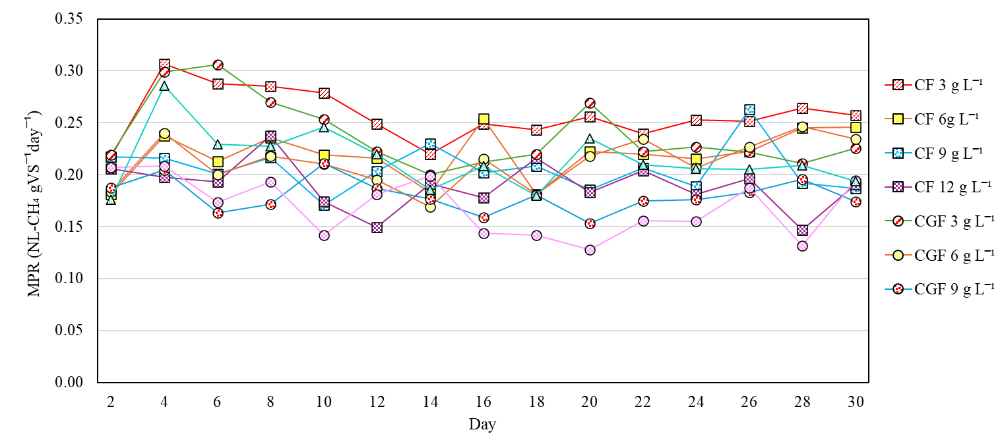 0.35
0.30
0.25
0.20
0.15
0.10
0.05
0.00
MPR (NL-CH₄ gVS⁻¹day⁻¹)
2 4 6 8 10 12 14 16 18 20 22 24 26 28 30
Day
CF 3 g L⁻¹
CF 6g L⁻¹
CF 9 g L⁻¹
CF 12 g L⁻¹
CGF 3 g L⁻¹
CGF 6 g L⁻¹
CGF 9 g L⁻¹